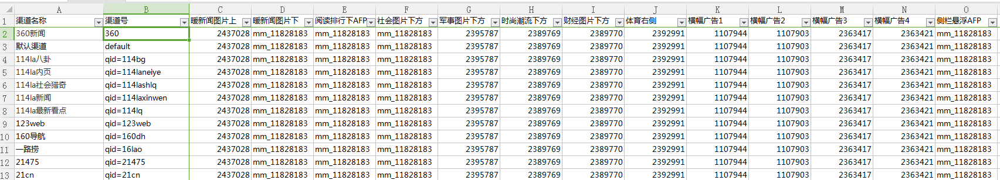 A B C D E F G H I J K L M N O
1 渠道名称 渠道号 暖新闻图片上 暖新闻图片下 阅读排行下AFP 社会图片下方 军事图片下方 时尚潮流下方 财经图片下方 体育右侧 横幅广告1 横幅广告2 横幅广告3 横幅广告4 侧栏悬浮AFP
2 360新闻 360 2437028 mm_11828183 mm_11828183 mm_11828183 2395787 2389769 2389770 2392991 1107944 1107903 2363417 2363421 mm_11828183
3 默认渠道 default 2437028 mm_11828183 mm_11828183 mm_11828183 2395787 2389769 2389770 2392991 1107944 1107903 2363417 2363421 mm_11828183
4 114la八卦 qid=114bg 2437028 mm_11828183 mm_11828183 mm_11828183 2395787 2389769 2389770 2392991 1107944 1107903 2363417 2363421 mm_11828183
5 114la内页 qid=114laneiye 2437028 mm_11828183 mm_11828183 mm_11828183 2395787 2389769 2389770 2392991 1107944 1107903 2363417 2363421 mm_11828183
6 114la社会猎奇 qid=114lashlq 2437028 mm_11828183 mm_11828183 mm_11828183 2395787 2389769 2389770 2392991 1107944 1107903 2363417 2363421 mm_11828183
7 114la新闻 qid=114laxinwen 2437028 mm_11828183 mm_11828183 mm_11828183 2395787 2389769 2389770 2392991 1107944 1107903 2363417 2363421 mm_11828183
8 114la最新看点 qid=114lq 2437028 mm_11828183 mm_11828183 mm_11828183 2395787 2389769 2389770 2392991 1107944 1107903 2363417 2363421 mm_11828183
9 123web qid=123web 2437028 mm_11828183 mm_11828183 mm_11828183 2395787 2389769 2389770 2392991 1107944 1107903 2363417 2363421 mm_11828183
10 160导航 qid=160dh 2437028 mm_11828183 mm_11828183 mm_11828183 2395787 2389769 2389770 2392991 1107944 1107903 2363417 2363421 mm_11828183
11 一路捞 qid=16lao 2437028 mm_11828183 mm_11828183 mm_11828183 2395787 2389769 2389770 2392991 1107944 1107903 2363417 2363421 mm_11828183
12 21475 qid=21475 2437028 mm_11828183 mm_11828183 mm_11828183 2395787 2389769 2389770 2392991 1107944 1107903 2363417 2363421 mm_11828183
13 21cn qid=21cn 2437028 mm_11828183 mm_11828183 mm_11828183 2395787 2389769 2389770 2392991 1107944 1107903 2363417 2363421 mm_11828183